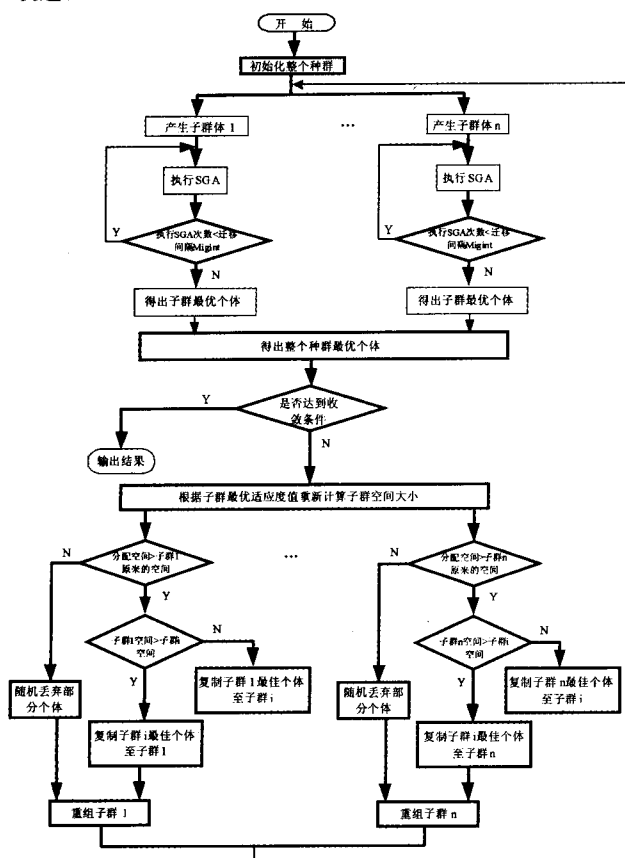 开 始
初始化整个种群
产生子群体 1
…
产生子群体 n
执行SGA
执行SGA
Y
执行SGA次数<迁移
间隔Migint
Y
执行SGA次数<迁移
间隔Migint
N
N
得出子群最优个体
得出子群最优个体
得出整个种群最优个体
Y
是否达到收
敛条件
输出结果
N
根据子群最优适应度值重新计算子群空间大小
N
分配空间>子群1
原来的空间
…
N
分配空间>子群n
原来的空间
Y
Y
子群1空间>子群i
空间
N
子群n空间>子群i
空间
N
随机丢弃部
分个体
Y
复制子群1最佳个体
至子群i
随机丢弃部
分个体
Y
复制子群n最佳个体
至子群i
复制子群i最佳个体
至子群1
复制子群i最佳个体
至子群n
重组子群 1
重组子群 n